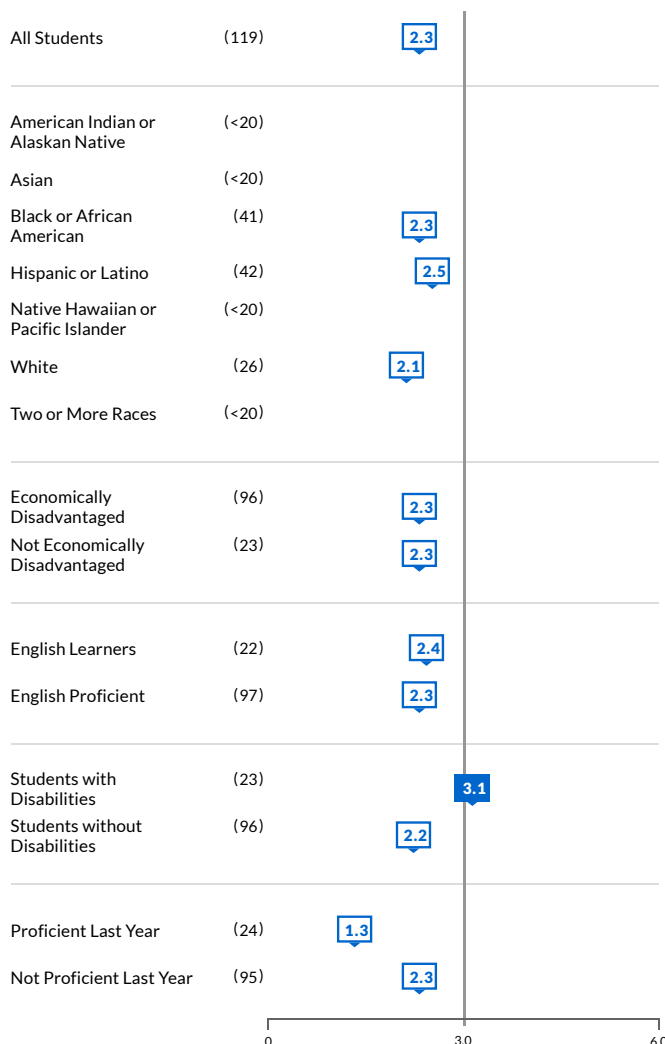 All Students (119) 2.3
American Indian or (<20)
Alaskan Native
Asian (<20)
Black or African (41) 2.3
American
Hispanic or Latino (42) 2.5
Native Hawaiian or (<20)
Pacific Islander
White (26) 2.1
Two or More Races (<20)
Economically (96) 2.3
Disadvantaged
Not Economically (23) 2.3
Disadvantaged
English Learners (22) 2.4
English Proficient (97) 2.3
Students with (23) 3.1
Disabilities
Students without (96) 2.2
Disabilities
Proficient Last Year (24) 1.3
Not Proficient Last Year (95) 2.3
0 3.0 6.0